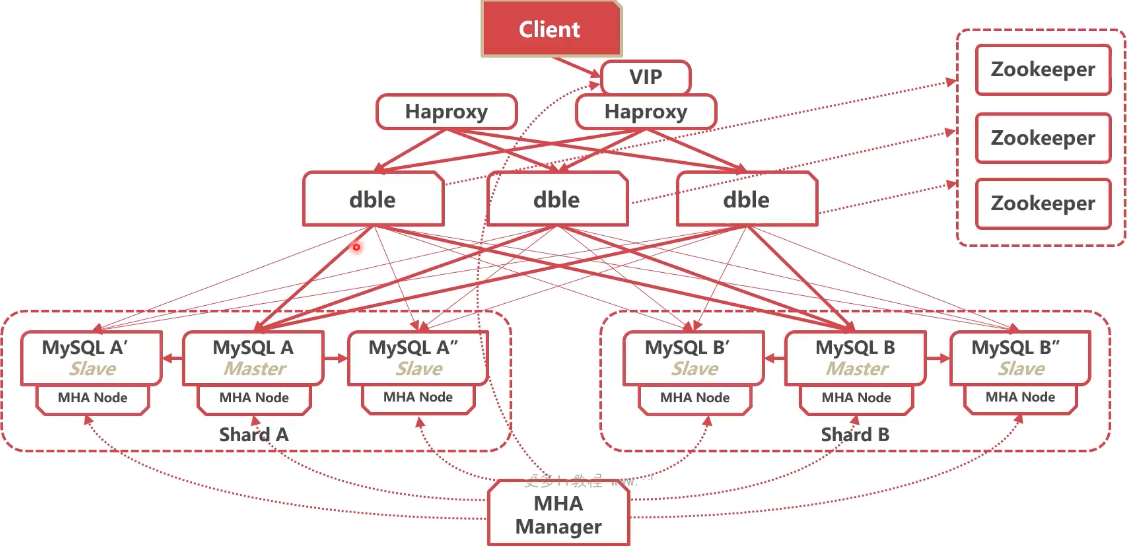 Client
VIP
Haproxy
Haproxy
Zookeeper
Zookeeper
Zookeeper
dble
dble
dble
MySQL A′
Slave
MHA Node
MySQL A
Master
MHA Node
MySQL A″
Slave
MHA Node
Shard A
MySQL B′
Slave
MHA Node
MySQL B
Master
MHA Node
MySQL B″
Slave
MHA Node
Shard B
MHA
Manager